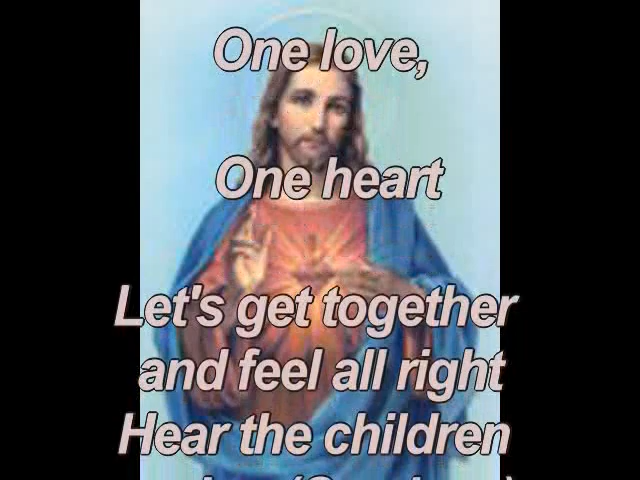 One love,
One heart
Let's get together
and feel all right
Hear the children